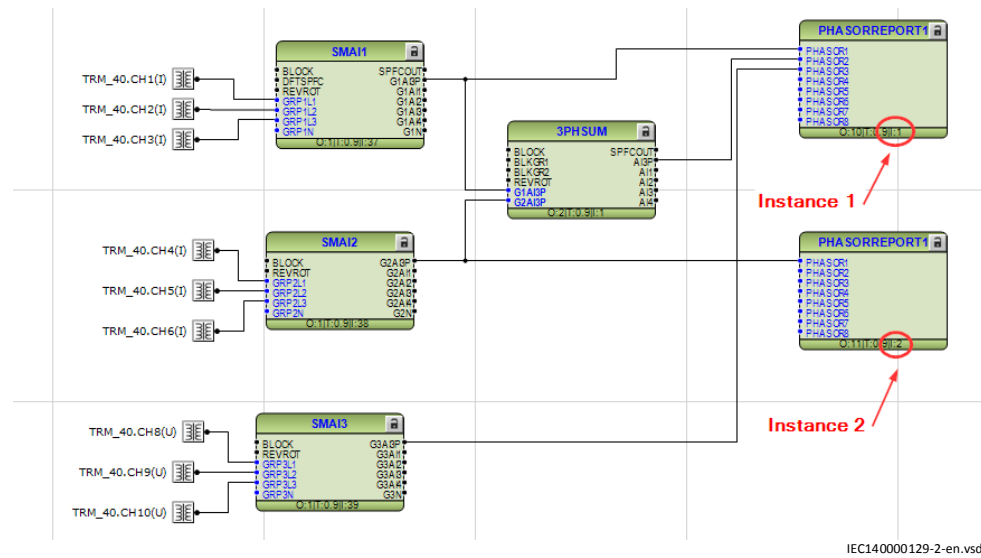 SMAI1
BLOCK SPFCOUT
DFTSPFC G1AI3P
REVROT G1AI1
GRP1L1 G1AI2
GRP1L2 G1AI3
GRP1L3 G1AI4
GRP1N G1N
O:1|T:0.9|I:37
TRM_40.CH1(I)
TRM_40.CH2(I)
TRM_40.CH3(I)
PHASORREPORT1
PHASOR1
PHASOR2
PHASOR3
PHASOR4
PHASOR5
PHASOR6
PHASOR7
PHASOR8
O:10|T:0.9|I:1
Instance 1
3PHSUM
BLOCK SPFCOUT
BLKGR1 AI3P
BLKGR2 AI1
REVROT AI2
G1AI3P AI3
G2AI3P AI4
O:2|T:0.9|I:1
SMAI2
BLOCK G2AI3P
REVROT G2AI1
GRP2L1 G2AI2
GRP2L2 G2AI3
GRP2L3 G2AI4
GRP2N G2N
O:1|T:0.9|I:38
TRM_40.CH4(I)
TRM_40.CH5(I)
TRM_40.CH6(I)
PHASORREPORT1
PHASOR1
PHASOR2
PHASOR3
PHASOR4
PHASOR5
PHASOR6
PHASOR7
PHASOR8
O:11|T:0.9|I:2
Instance 2
SMAI3
BLOCK G3AI3P
REVROT G3AI1
GRP3L1 G3AI2
GRP3L2 G3AI3
GRP3L3 G3AI4
GRP3N G3N
O:1|T:0.9|I:39
TRM_40.CH8(U)
TRM_40.CH9(U)
TRM_40.CH10(U)
IEC140000129-2-en.vsd